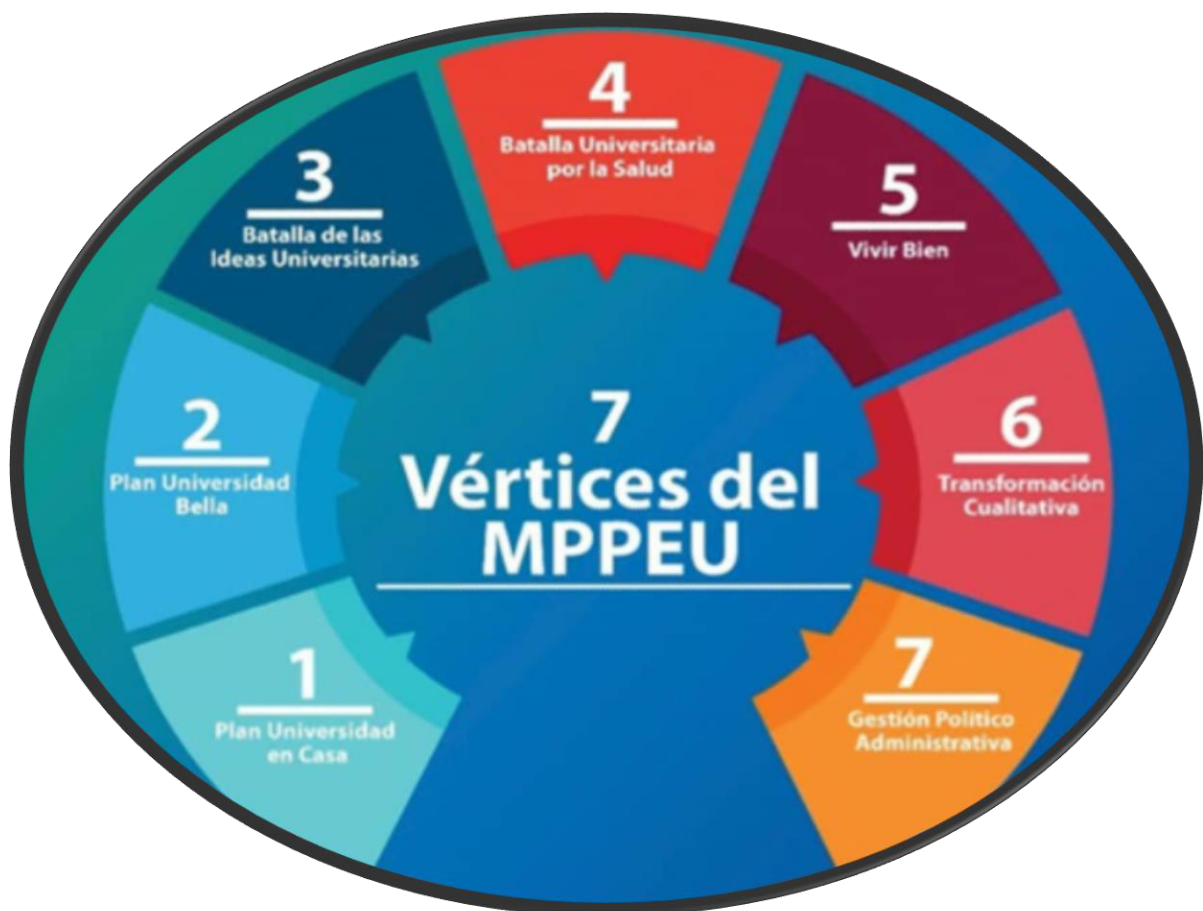 7
Vértices del
MPPEU
1
Plan Universidad
en Casa
2
Plan Universidad
Bella
3
Batalla de las
Ideas Universitarias
4
Batalla Universitaria
por la Salud
5
Vivir Bien
6
Transformación
Cualitativa
7
Gestión Político
Administrativa